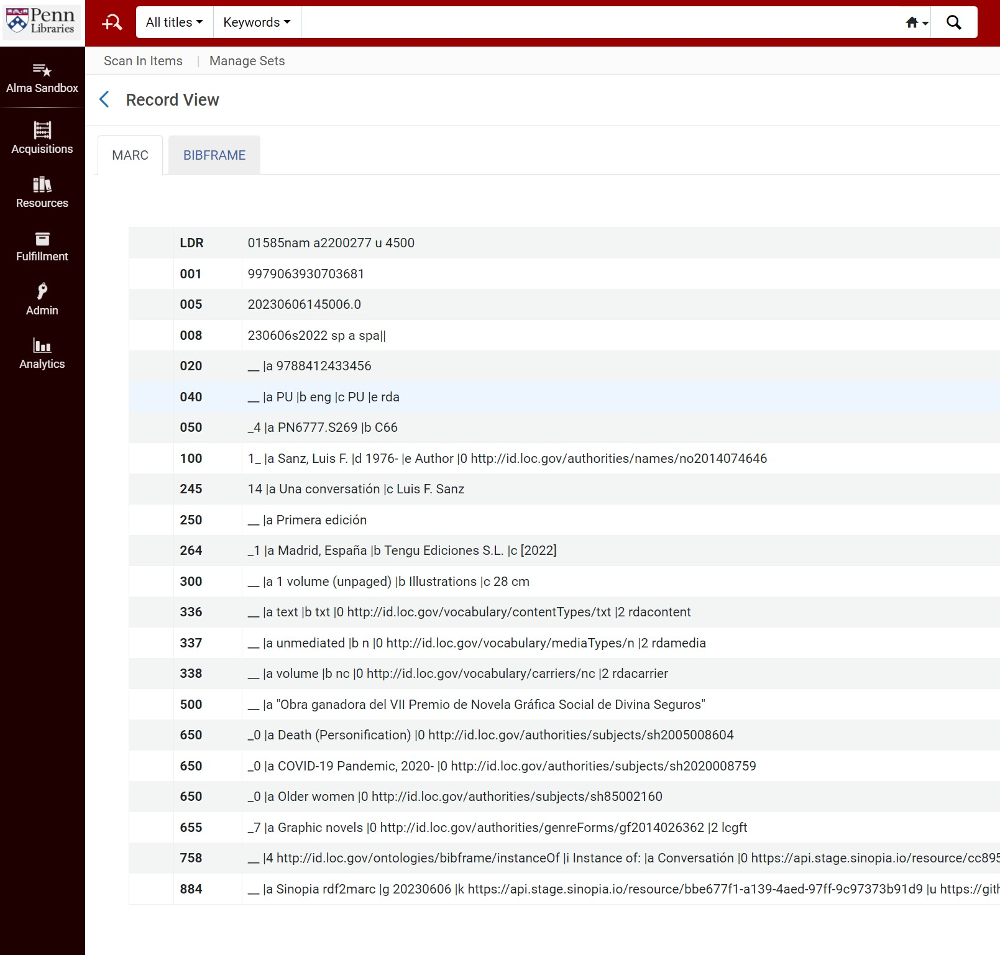 Penn
Libraries
All titles
Keywords
Scan In Items | Manage Sets
Alma Sandbox
Acquisitions
Resources
Fulfillment
Admin
Analytics
Record View
MARC
BIBFRAME
LDR 01585nam a2200277 u 4500
001 9979063930703681
005 20230606145006.0
008 230606s2022 sp a spa||
020 __ |a 9788412433456
040 __ |a PU |b eng |c PU |e rda
050 _4 |a PN6777.S269 |b C66
100 1_ |a Sanz, Luis F. |d 1976- |e Author |0 http://id.loc.gov/authorities/names/no2014074646
245 14 |a Una conversatión |c Luis F. Sanz
250 __ |a Primera edición
264 _1 |a Madrid, España |b Tengu Ediciones S.L. |c [2022]
300 __ |a 1 volume (unpaged) |b Illustrations |c 28 cm
336 __ |a text |b txt |0 http://id.loc.gov/vocabulary/contentTypes/txt |2 rdacontent
337 __ |a unmediated |b n |0 http://id.loc.gov/vocabulary/mediaTypes/n |2 rdamedia
338 __ |a volume |b nc |0 http://id.loc.gov/vocabulary/carriers/nc |2 rdacarrier
500 __ |a "Obra ganadora del VII Premio de Novela Gráfica Social de Divina Seguros"
650 _0 |a Death (Personification) |0 http://id.loc.gov/authorities/subjects/sh2005008604
650 _0 |a COVID-19 Pandemic, 2020- |0 http://id.loc.gov/authorities/subjects/sh2020008759
650 _0 |a Older women |0 http://id.loc.gov/authorities/subjects/sh85002160
655 _7 |a Graphic novels |0 http://id.loc.gov/authorities/genreForms/gf2014026362 |2 lcgft
758 __ |4 http://id.loc.gov/ontologies/bibframe/instanceOf |i Instance of: |a Conversatión |0 https://api.stage.sinopia.io/resource/cc895
884 __ |a Sinopia rdf2marc |g 20230606 |k https://api.stage.sinopia.io/resource/bbe677f1-a139-4aed-97ff-9c97373b91d9 |u https://gith